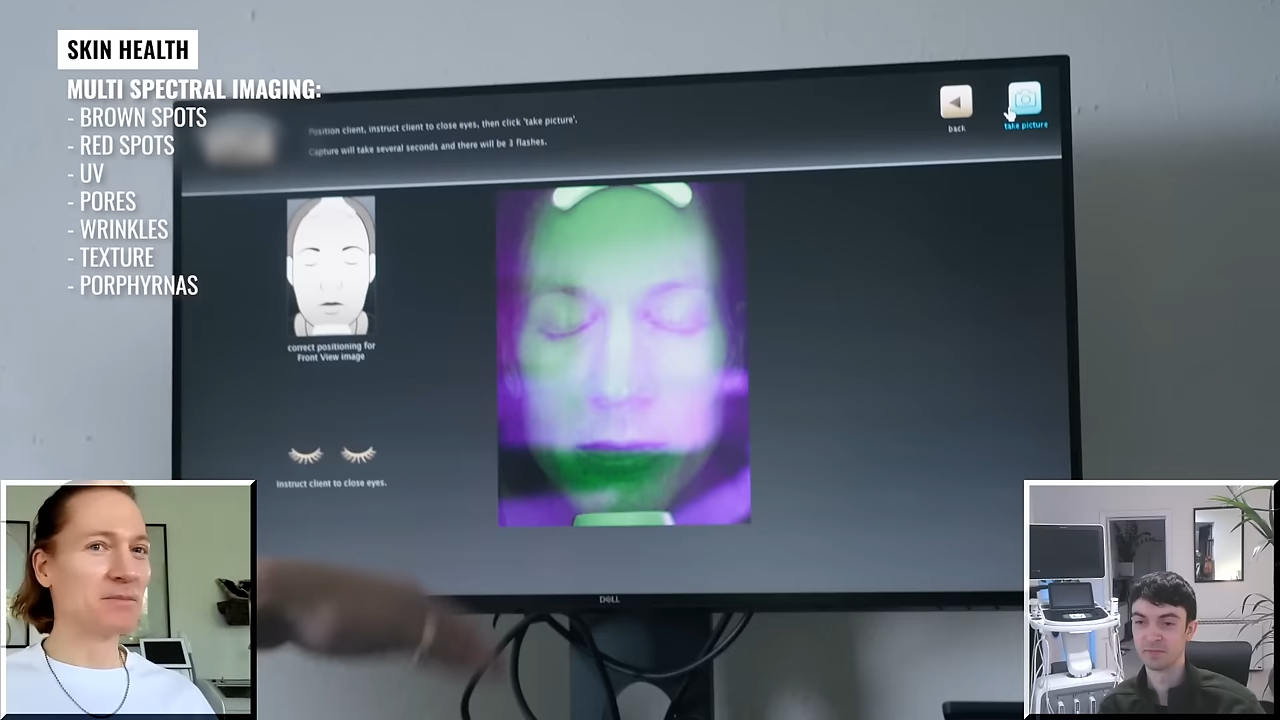 SKIN HEALTH
MULTI SPECTRAL IMAGING:
- BROWN SPOTS
- RED SPOTS
- UV
- PORES
- WRINKLES
- TEXTURE
- PORPHYRNAS
Position client, instruct client to close eyes, then click 'take picture'.
Capture will take several seconds and there will be 3 flashes.
back
take picture
correct positioning for
Front View image
Instruct client to close eyes.
DELL